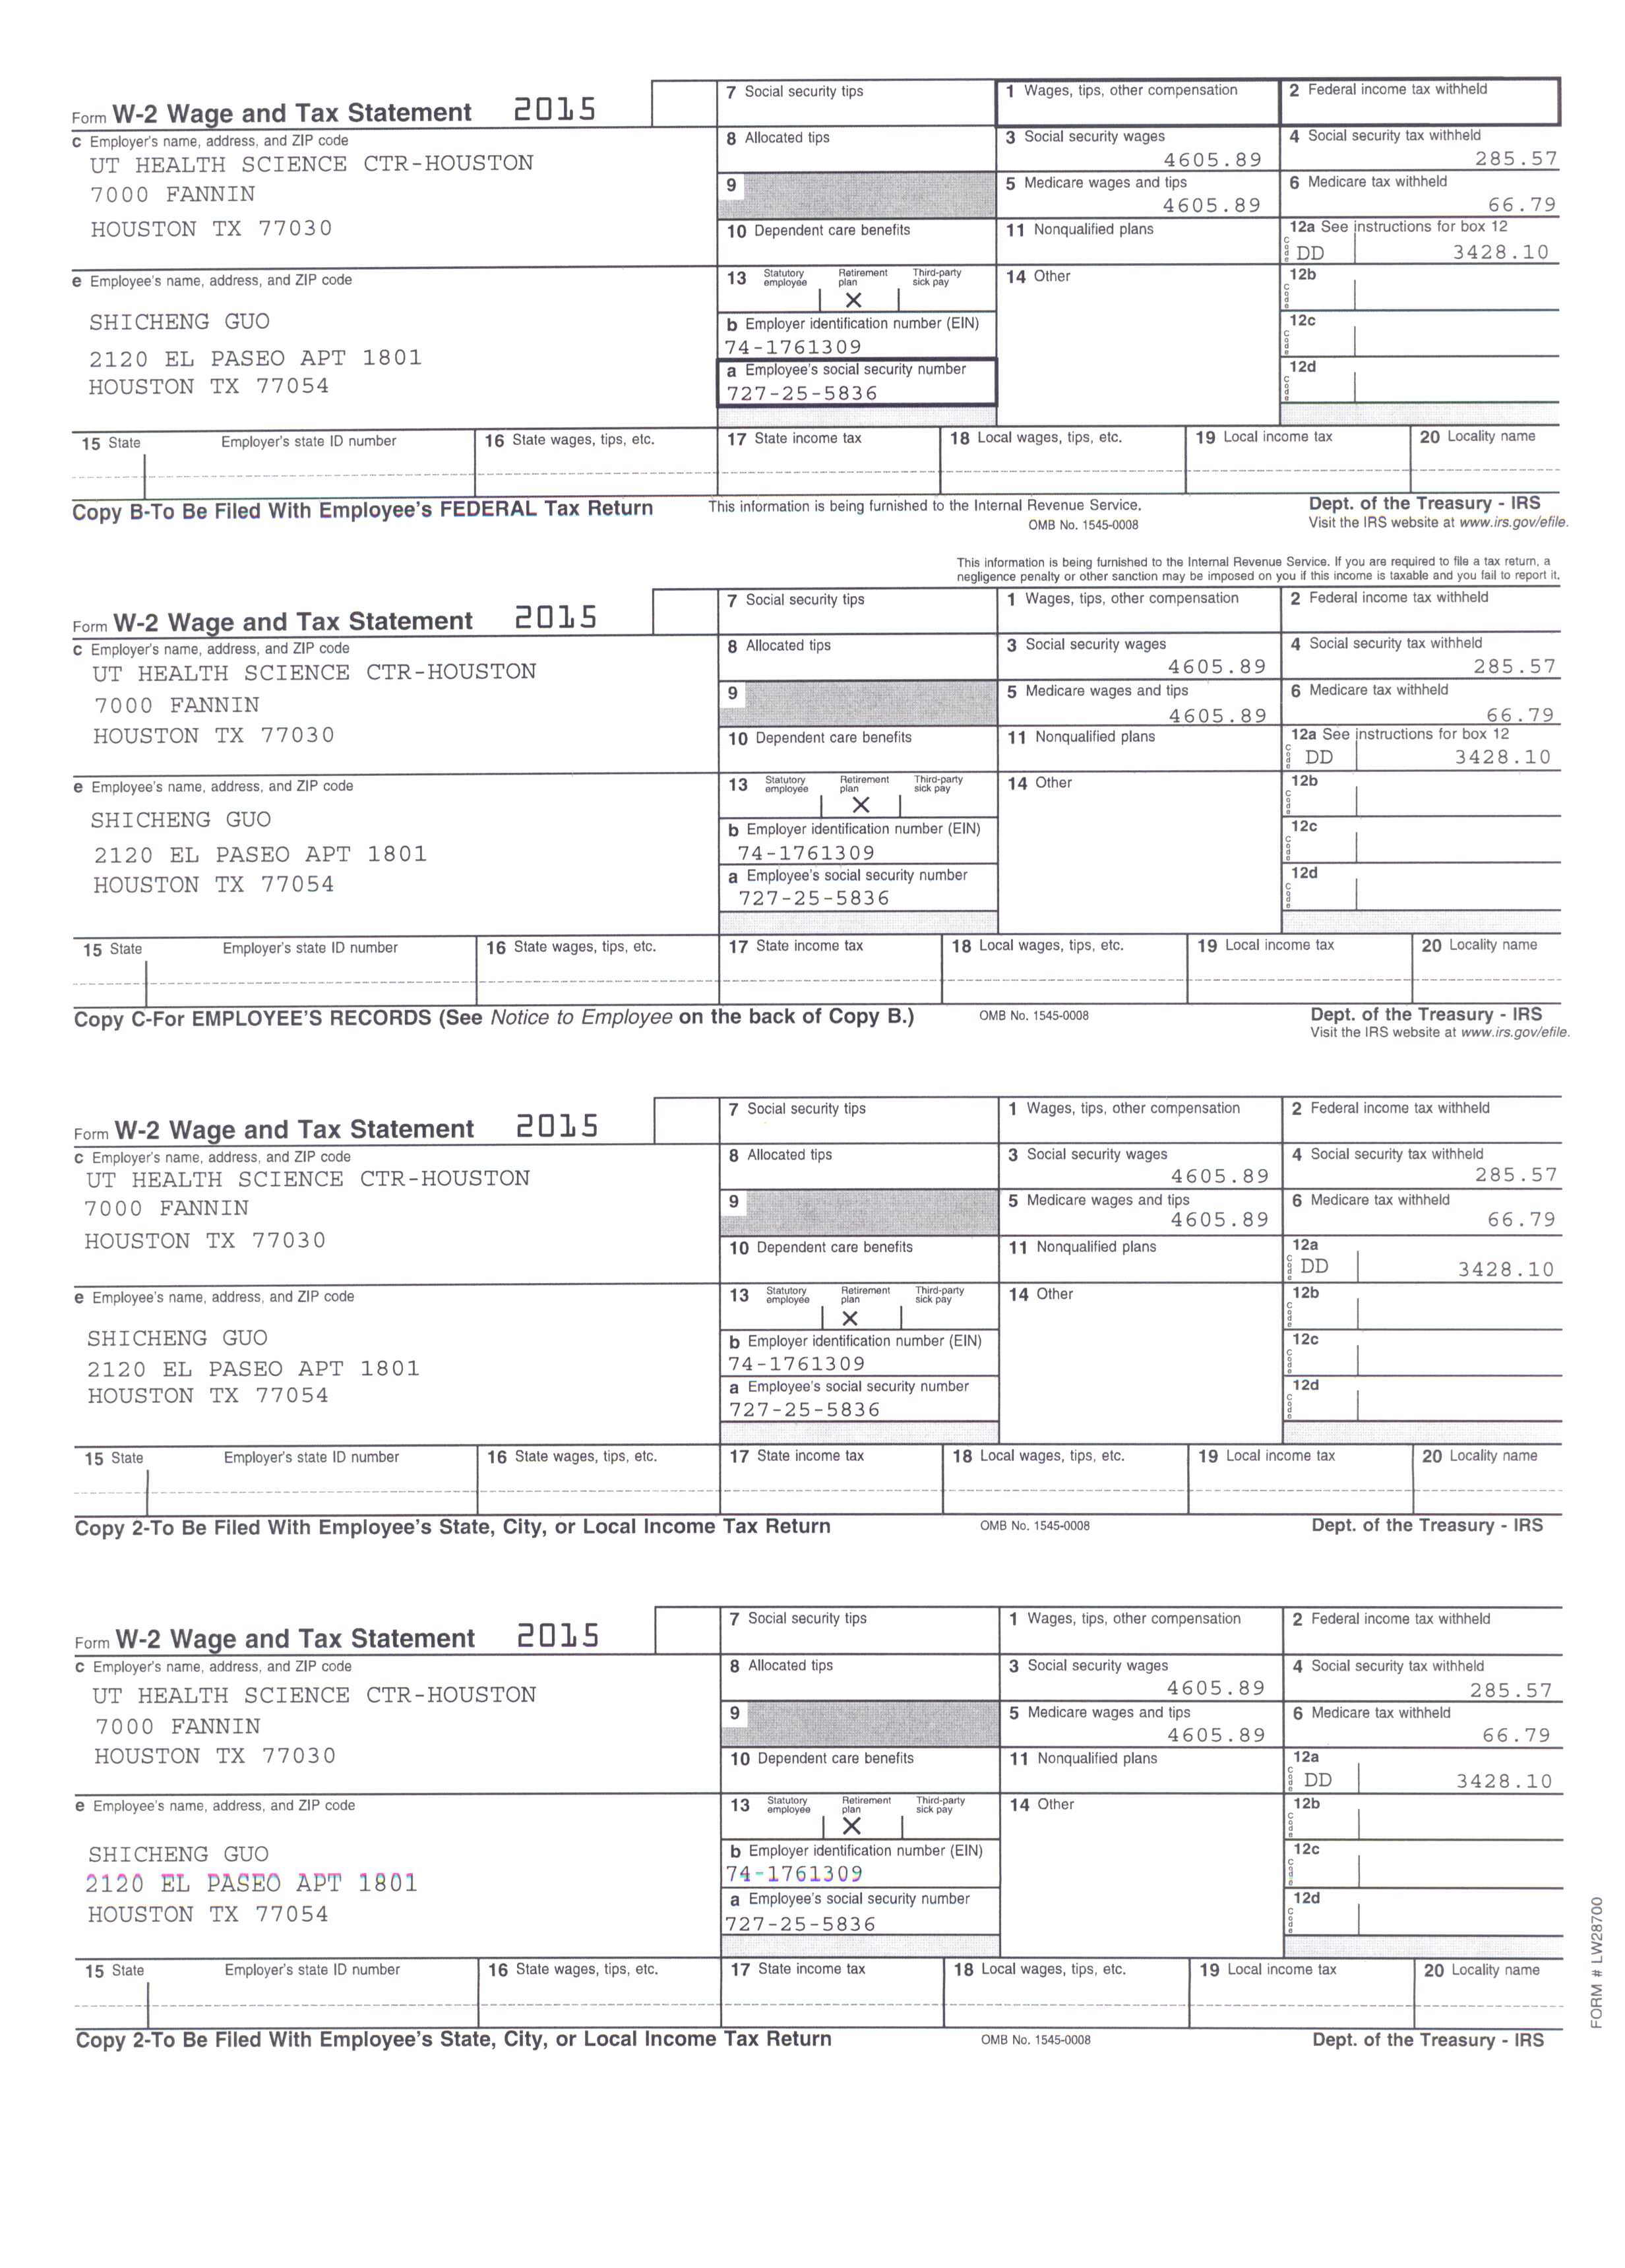 Form W-2 Wage and Tax Statement 2015
7 Social security tips
1 Wages, tips, other compensation
2 Federal income tax withheld
c Employer's name, address, and ZIP code
UT HEALTH SCIENCE CTR-HOUSTON
7000 FANNIN
HOUSTON TX 77030
8 Allocated tips
3 Social security wages
4605.89
4 Social security tax withheld
285.57
9
5 Medicare wages and tips
4605.89
6 Medicare tax withheld
66.79
10 Dependent care benefits
11 Nonqualified plans
12a See instructions for box 12
Code DD 3428.10
e Employee's name, address, and ZIP code
SHICHENG GUO
2120 EL PASEO APT 1801
HOUSTON TX 77054
13 Statutory employee Retirement plan Third-party sick pay
X
14 Other
12b
Code
b Employer identification number (EIN)
74-1761309
12c
Code
a Employee's social security number
727-25-5836
12d
Code
15 State Employer's state ID number 16 State wages, tips, etc. 17 State income tax 18 Local wages, tips, etc. 19 Local income tax 20 Locality name
Copy B-To Be Filed With Employee's FEDERAL Tax Return This information is being furnished to the Internal Revenue Service. Dept. of the Treasury - IRS
OMB No. 1545-0008 Visit the IRS website at www.irs.gov/efile.
This information is being furnished to the Internal Revenue Service. If you are required to file a tax return, a
negligence penalty or other sanction may be imposed on you if this income is taxable and you fail to report it.
Form W-2 Wage and Tax Statement 2015
7 Social security tips
1 Wages, tips, other compensation
2 Federal income tax withheld
c Employer's name, address, and ZIP code
UT HEALTH SCIENCE CTR-HOUSTON
7000 FANNIN
HOUSTON TX 77030
8 Allocated tips
3 Social security wages
4605.89
4 Social security tax withheld
285.57
9
5 Medicare wages and tips
4605.89
6 Medicare tax withheld
66.79
10 Dependent care benefits
11 Nonqualified plans
12a See instructions for box 12
Code DD 3428.10
e Employee's name, address, and ZIP code
SHICHENG GUO
2120 EL PASEO APT 1801
HOUSTON TX 77054
13 Statutory employee Retirement plan Third-party sick pay
X
14 Other
12b
Code
b Employer identification number (EIN)
74-1761309
12c
Code
a Employee's social security number
727-25-5836
12d
Code
15 State Employer's state ID number 16 State wages, tips, etc. 17 State income tax 18 Local wages, tips, etc. 19 Local income tax 20 Locality name
Copy C-For EMPLOYEE'S RECORDS (See Notice to Employee on the back of Copy B.) OMB No. 1545-0008 Dept. of the Treasury - IRS
Visit the IRS website at www.irs.gov/efile.
Form W-2 Wage and Tax Statement 2015
7 Social security tips
1 Wages, tips, other compensation
2 Federal income tax withheld
c Employer's name, address, and ZIP code
UT HEALTH SCIENCE CTR-HOUSTON
7000 FANNIN
HOUSTON TX 77030
8 Allocated tips
3 Social security wages
4605.89
4 Social security tax withheld
285.57
9
5 Medicare wages and tips
4605.89
6 Medicare tax withheld
66.79
10 Dependent care benefits
11 Nonqualified plans
12a
Code DD 3428.10
e Employee's name, address, and ZIP code
SHICHENG GUO
2120 EL PASEO APT 1801
HOUSTON TX 77054
13 Statutory employee Retirement plan Third-party sick pay
X
14 Other
12b
Code
b Employer identification number (EIN)
74-1761309
12c
Code
a Employee's social security number
727-25-5836
12d
Code
15 State Employer's state ID number 16 State wages, tips, etc. 17 State income tax 18 Local wages, tips, etc. 19 Local income tax 20 Locality name
Copy 2-To Be Filed With Employee's State, City, or Local Income Tax Return OMB No. 1545-0008 Dept. of the Treasury - IRS
Form W-2 Wage and Tax Statement 2015
7 Social security tips
1 Wages, tips, other compensation
2 Federal income tax withheld
c Employer's name, address, and ZIP code
UT HEALTH SCIENCE CTR-HOUSTON
7000 FANNIN
HOUSTON TX 77030
8 Allocated tips
3 Social security wages
4605.89
4 Social security tax withheld
285.57
9
5 Medicare wages and tips
4605.89
6 Medicare tax withheld
66.79
10 Dependent care benefits
11 Nonqualified plans
12a
Code DD 3428.10
e Employee's name, address, and ZIP code
SHICHENG GUO
2120 EL PASEO APT 1801
HOUSTON TX 77054
13 Statutory employee Retirement plan Third-party sick pay
X
14 Other
12b
Code
b Employer identification number (EIN)
74-1761309
12c
Code
a Employee's social security number
727-25-5836
12d
Code
15 State Employer's state ID number 16 State wages, tips, etc. 17 State income tax 18 Local wages, tips, etc. 19 Local income tax 20 Locality name
Copy 2-To Be Filed With Employee's State, City, or Local Income Tax Return OMB No. 1545-0008 Dept. of the Treasury - IRS
FORM # LW28700